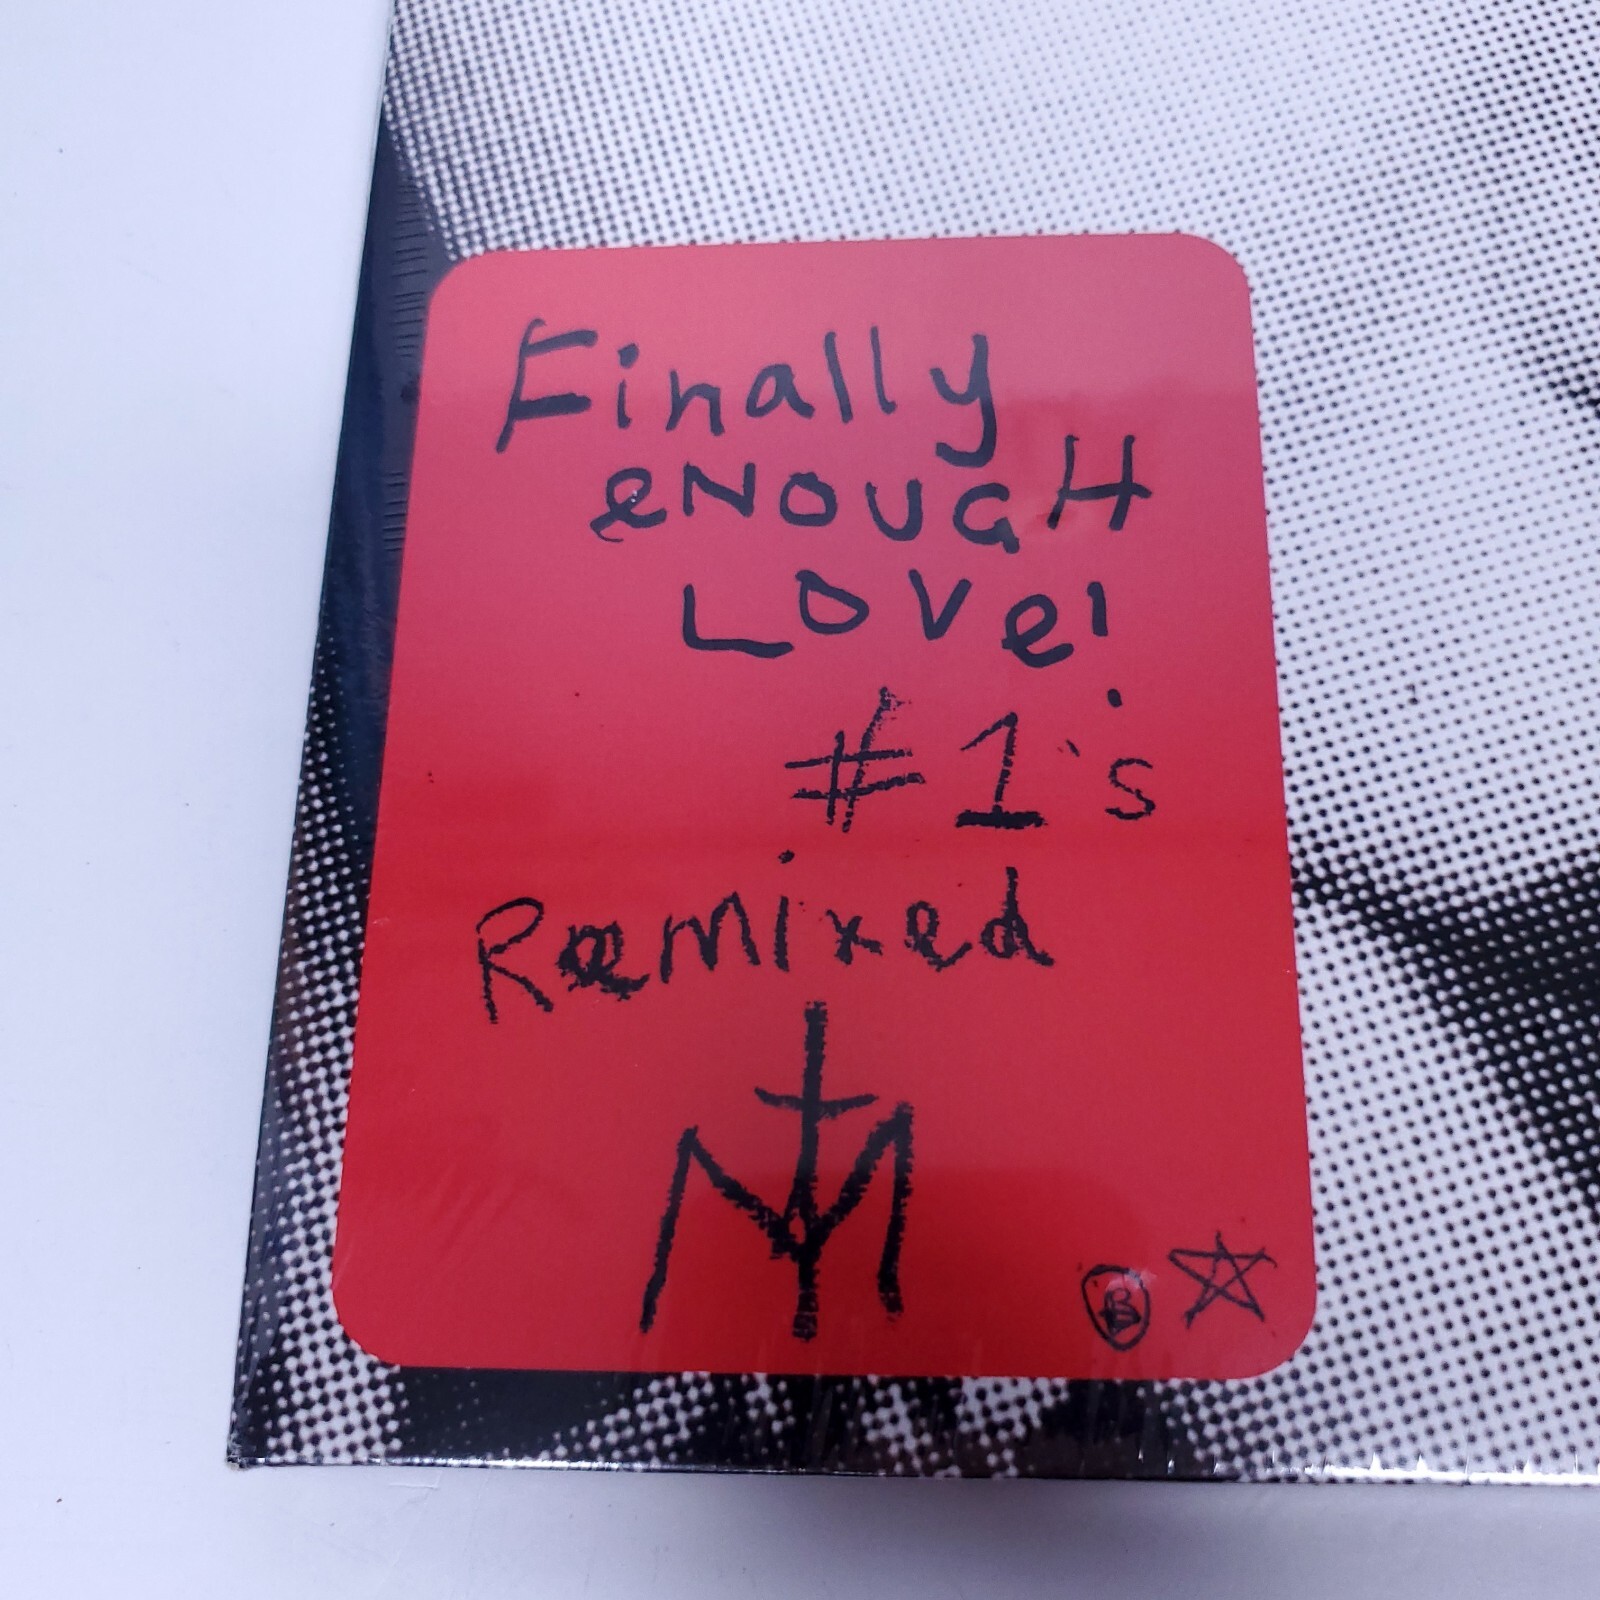 Finally
eNOUGH
LOVe!
#1's
Remixed
M
B